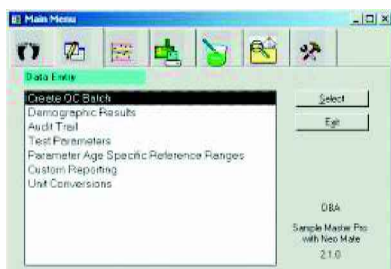 Main Menu
Data Entry
Create QC Batch
Demographic Results
Audit Trail
Test Parameters
Parameter Age Specific Reference Ranges
Custom Reporting
Unit Conversions
Select
Exit
DBA
Sample Master Pro
with Neo Mate
2.1.0